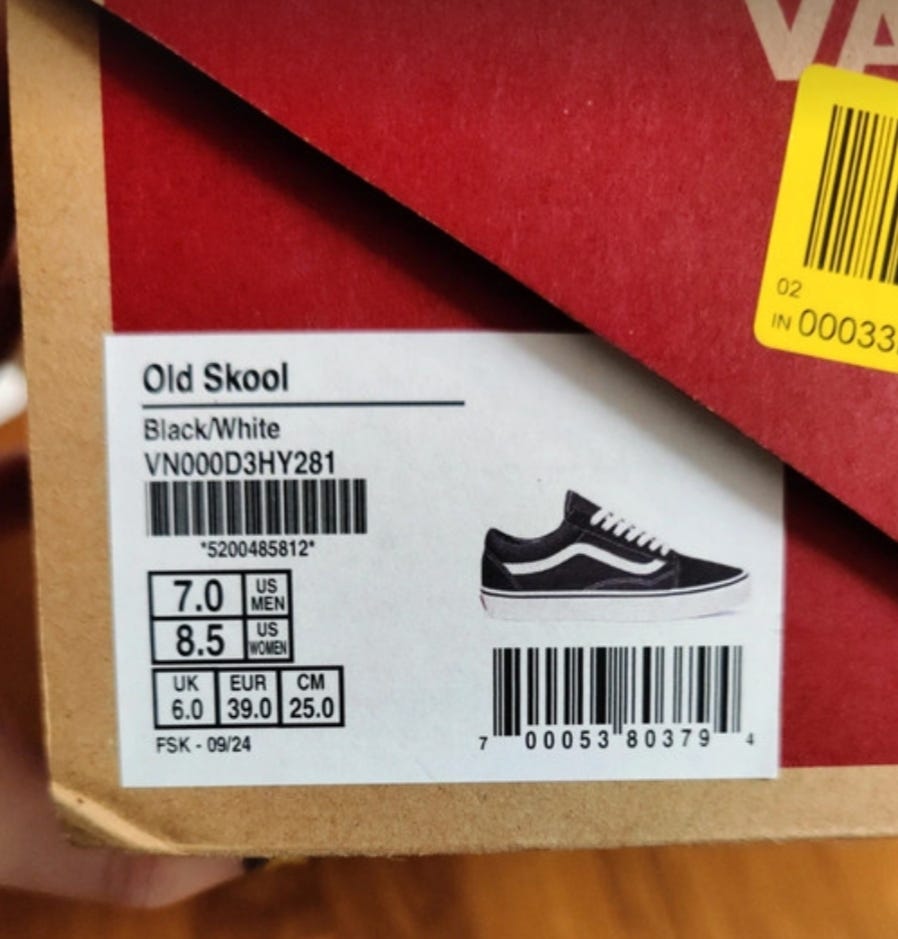 VA
02
IN 00033
Old Skool
Black/White
VN000D3HY281
*5200485812*
7.0 US MEN
8.5 US WOMEN
UK EUR CM
6.0 39.0 25.0
FSK - 09/24
7 00053 80379 4